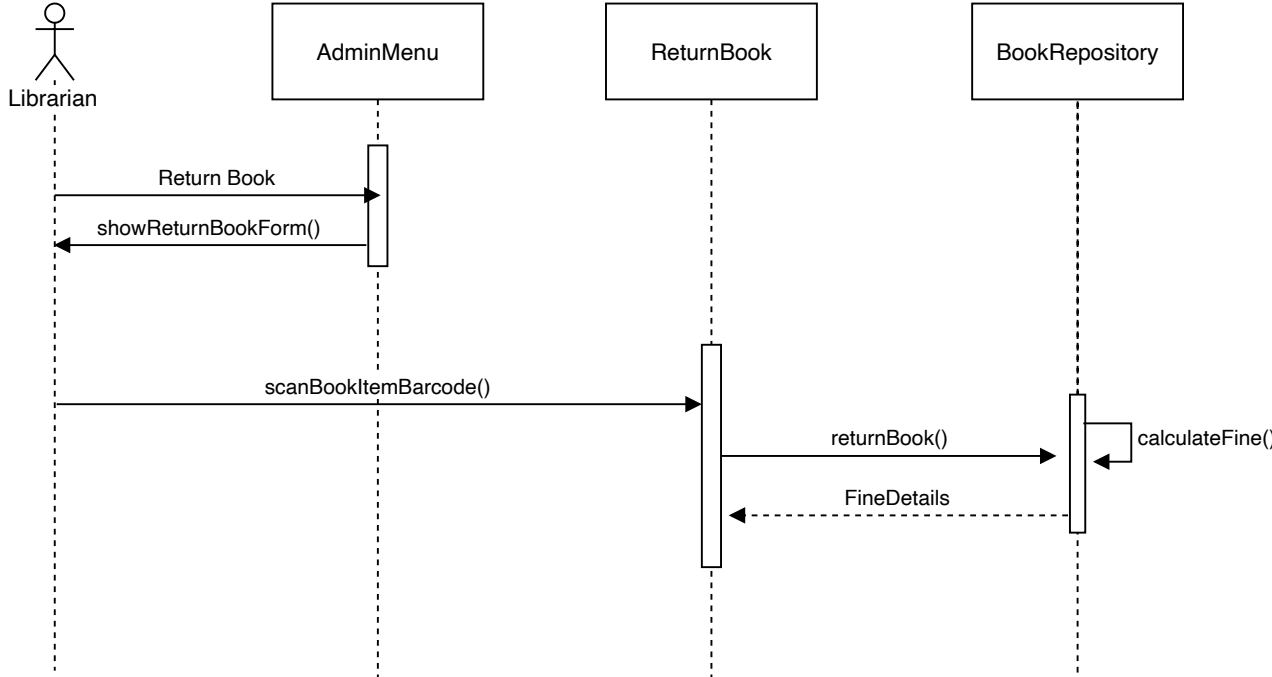 Librarian
AdminMenu
ReturnBook
BookRepository
Return Book
showReturnBookForm()
scanBookItemBarcode()
returnBook()
calculateFine()
FineDetails